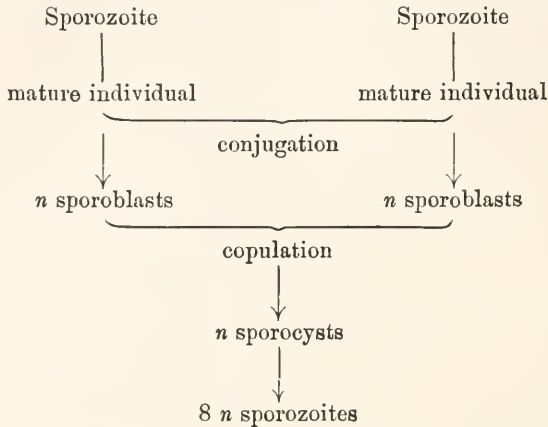 Sporozoite Sporozoite
mature individual mature individual
conjugation
n sporoblasts n sporoblasts
copulation
n sporocysts
8 n sporozoites